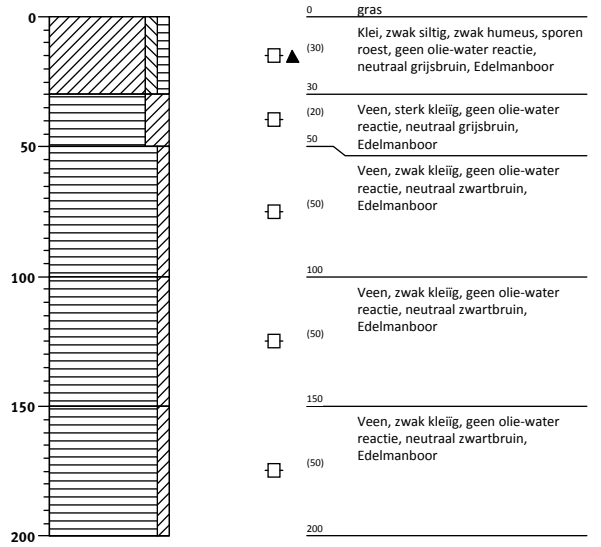 0
50
100
150
200
0
gras
(30)
Klei, zwak siltig, zwak humeus, sporen
roest, geen olie-water reactie,
neutraal grijsbruin, Edelmanboor
30
(20)
Veen, sterk kleiïg, geen olie-water
reactie, neutraal grijsbruin,
Edelmanboor
50
Veen, zwak kleiïg, geen olie-water
reactie, neutraal zwartbruin,
Edelmanboor
(50)
100
Veen, zwak kleiïg, geen olie-water
reactie, neutraal zwartbruin,
Edelmanboor
(50)
150
Veen, zwak kleiïg, geen olie-water
reactie, neutraal zwartbruin,
Edelmanboor
(50)
200